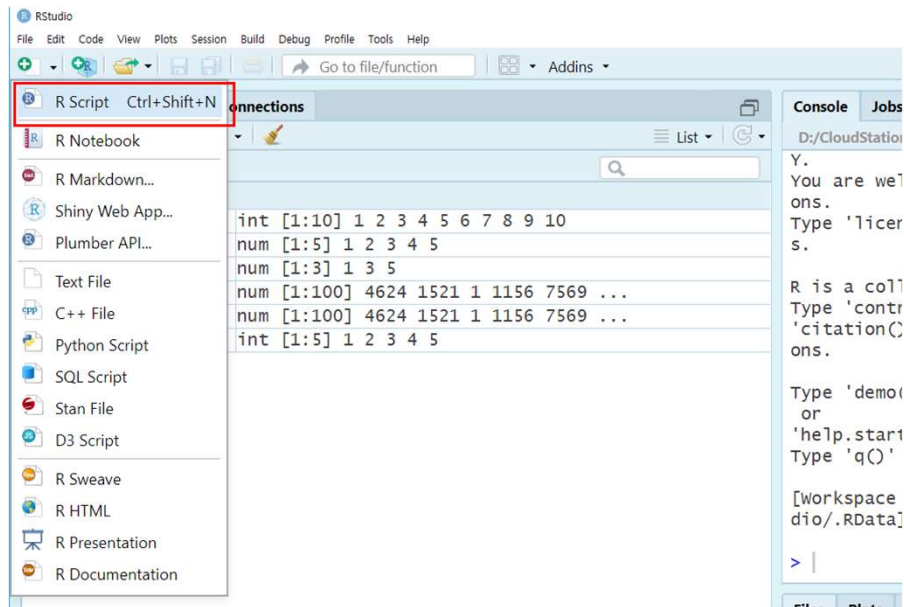 RStudio
File Edit Code View Plots Session Build Debug Profile Tools Help
Go to file/function
Addins
R Script Ctrl+Shift+N
R Notebook
R Markdown...
Shiny Web App...
Plumber API...
Text File
C++ File
Python Script
SQL Script
Stan File
D3 Script
R Sweave
R HTML
R Presentation
R Documentation
onnections
List
int [1:10] 1 2 3 4 5 6 7 8 9 10
num [1:5] 1 2 3 4 5
num [1:3] 1 3 5
num [1:100] 4624 1521 1 1156 7569 ...
num [1:100] 4624 1521 1 1156 7569 ...
int [1:5] 1 2 3 4 5
Console Jobs
D:/CloudStation
Y.
You are wel
ons.
Type 'licen
s.
R is a coll
Type 'contr
'citation()
ons.
Type 'demo(
or
'help.start
Type 'q()'
[Workspace
dio/.RData]
>